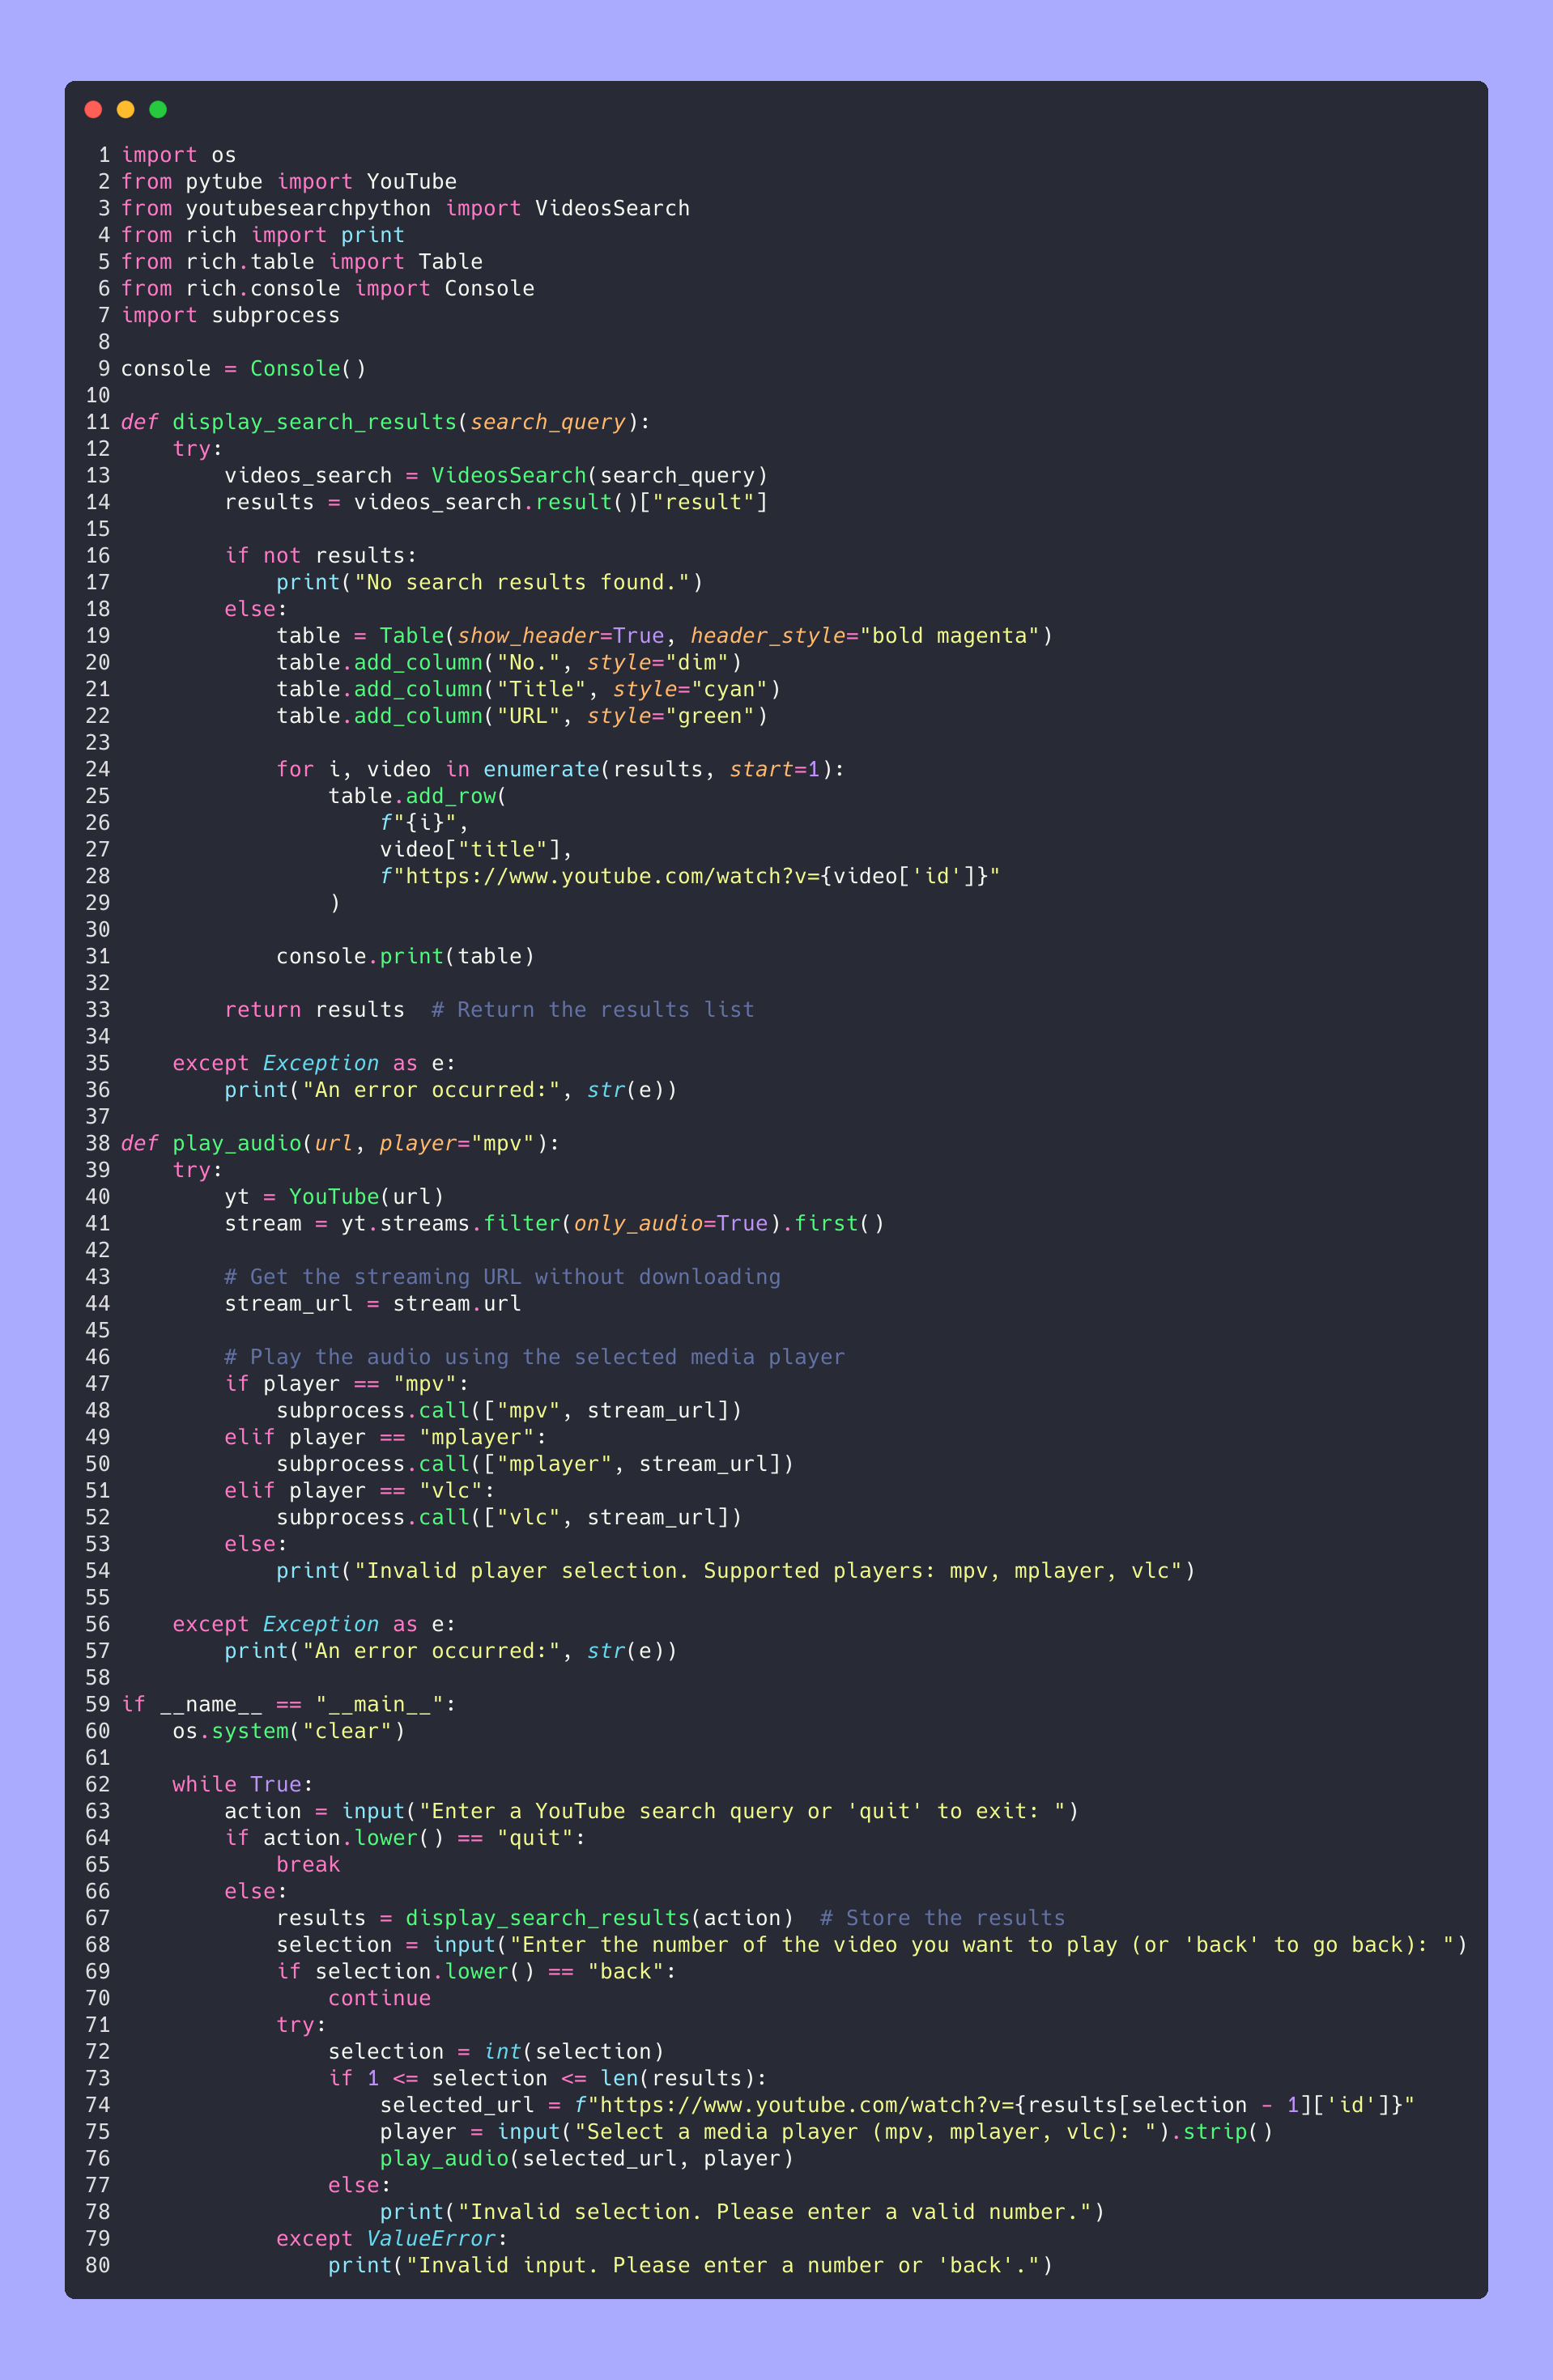 1 import os
2 from pytube import YouTube
3 from youtubesearchpython import VideosSearch
4 from rich import print
5 from rich.table import Table
6 from rich.console import Console
7 import subprocess
8
9 console = Console()
10
11 def display_search_results(search_query):
12     try:
13         videos_search = VideosSearch(search_query)
14         results = videos_search.result()["result"]
15
16         if not results:
17             print("No search results found.")
18         else:
19             table = Table(show_header=True, header_style="bold magenta")
20             table.add_column("No.", style="dim")
21             table.add_column("Title", style="cyan")
22             table.add_column("URL", style="green")
23
24             for i, video in enumerate(results, start=1):
25                 table.add_row(
26                     f"{i}",
27                     video["title"],
28                     f"https://www.youtube.com/watch?v={video['id']}"
29                 )
30
31             console.print(table)
32
33         return results  # Return the results list
34
35     except Exception as e:
36         print("An error occurred:", str(e))
37
38 def play_audio(url, player="mpv"):
39     try:
40         yt = YouTube(url)
41         stream = yt.streams.filter(only_audio=True).first()
42
43         # Get the streaming URL without downloading
44         stream_url = stream.url
45
46         # Play the audio using the selected media player
47         if player == "mpv":
48             subprocess.call(["mpv", stream_url])
49         elif player == "mplayer":
50             subprocess.call(["mplayer", stream_url])
51         elif player == "vlc":
52             subprocess.call(["vlc", stream_url])
53         else:
54             print("Invalid player selection. Supported players: mpv, mplayer, vlc")
55
56     except Exception as e:
57         print("An error occurred:", str(e))
58
59 if __name__ == "__main__":
60     os.system("clear")
61
62     while True:
63         action = input("Enter a YouTube search query or 'quit' to exit: ")
64         if action.lower() == "quit":
65             break
66         else:
67             results = display_search_results(action)  # Store the results
68             selection = input("Enter the number of the video you want to play (or 'back' to go back): ")
69             if selection.lower() == "back":
70                 continue
71             try:
72                 selection = int(selection)
73                 if 1 <= selection <= len(results):
74                     selected_url = f"https://www.youtube.com/watch?v={results[selection - 1]['id']}"
75                     player = input("Select a media player (mpv, mplayer, vlc): ").strip()
76                     play_audio(selected_url, player)
77                 else:
78                     print("Invalid selection. Please enter a valid number.")
79             except ValueError:
80                 print("Invalid input. Please enter a number or 'back'.")